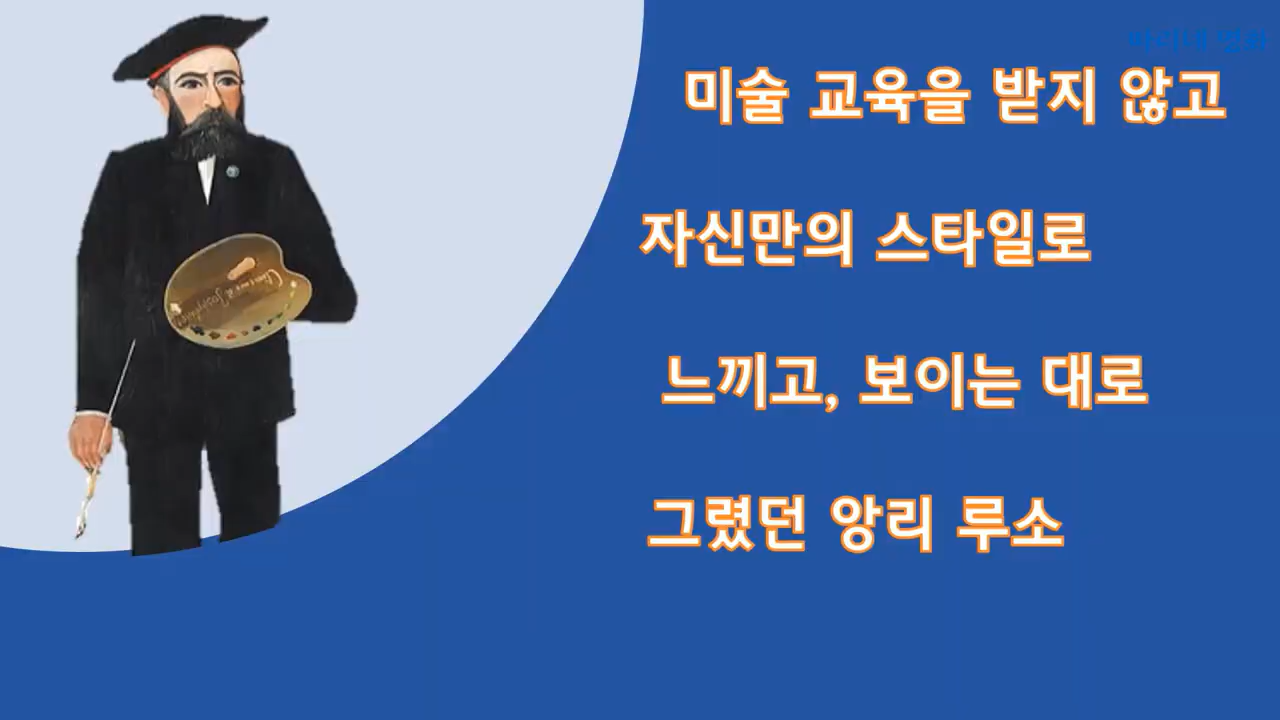 미술 교육을 받지 않고
자신만의 스타일로
느끼고, 보이는 대로
그렸던 앙리 루소